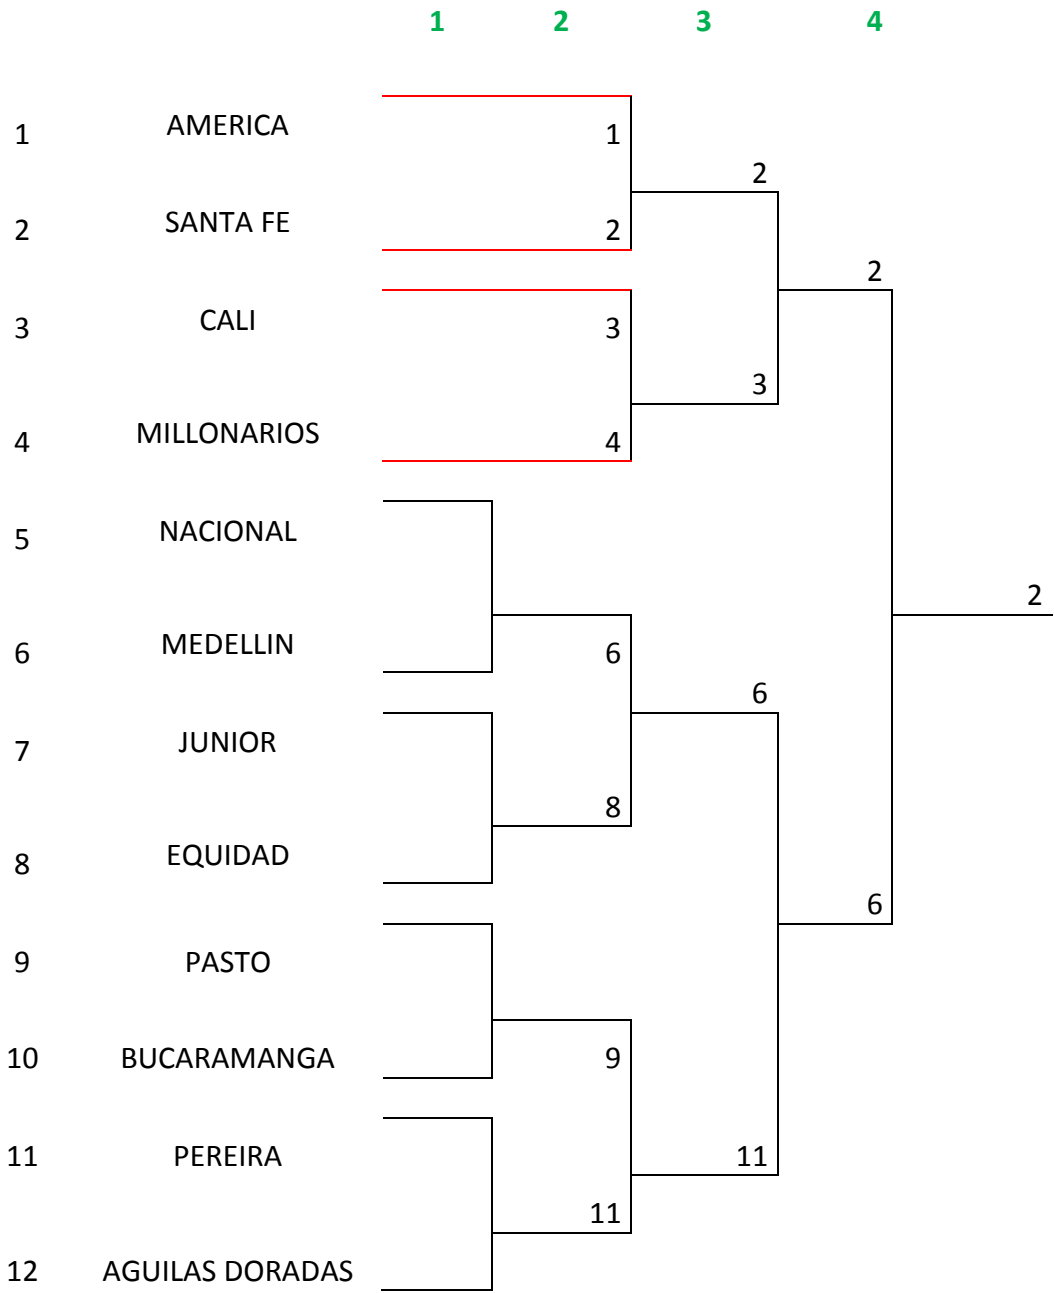 1 2 3 4
AMERICA
1 1
2
SANTA FE
2 2
2
CALI
3 3
3
MILLONARIOS
4 4
NACIONAL
5
2
MEDELLIN
6 6
6
JUNIOR
7
8
EQUIDAD
8
6
9 PASTO
10 BUCARAMANGA 9
11 PEREIRA 11
11
12 AGUILAS DORADAS